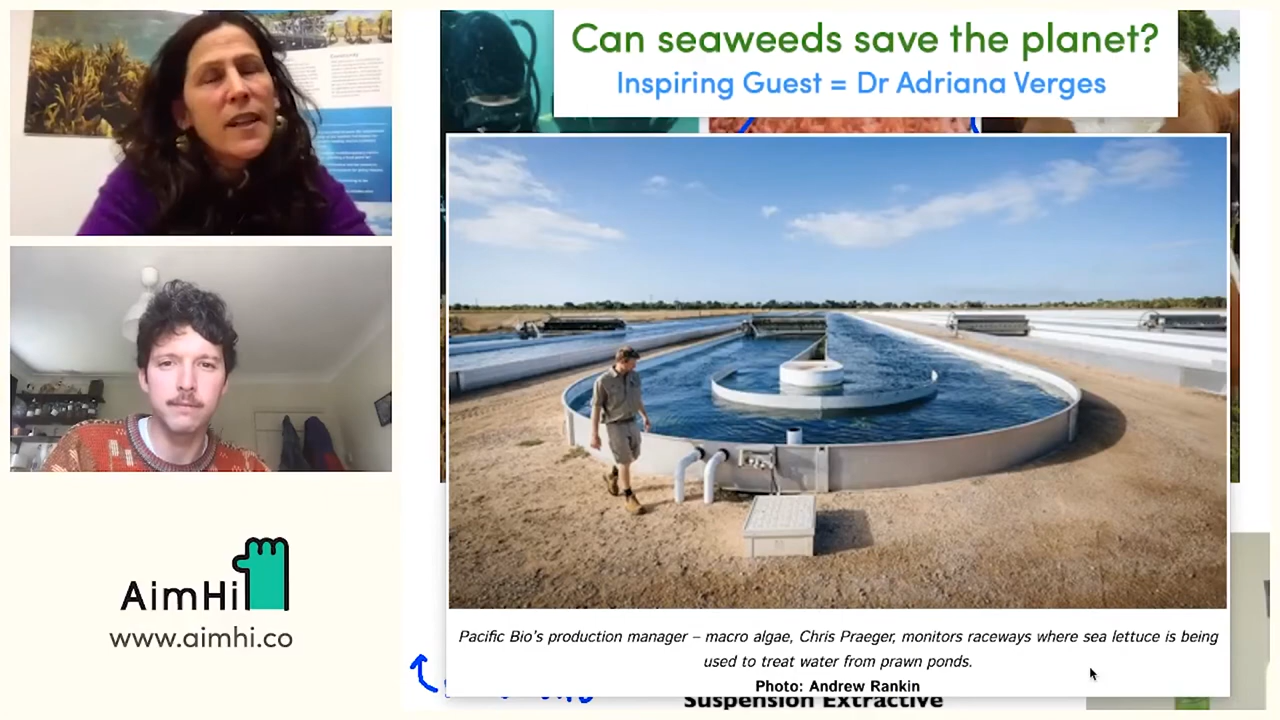 Can seaweeds save the planet?
Inspiring Guest = Dr Adriana Verges
AimHi
www.aimhi.co
Pacific Bio's production manager – macro algae, Chris Praeger, monitors raceways where sea lettuce is being
used to treat water from prawn ponds.
Photo: Andrew Rankin
Suspension Extractive